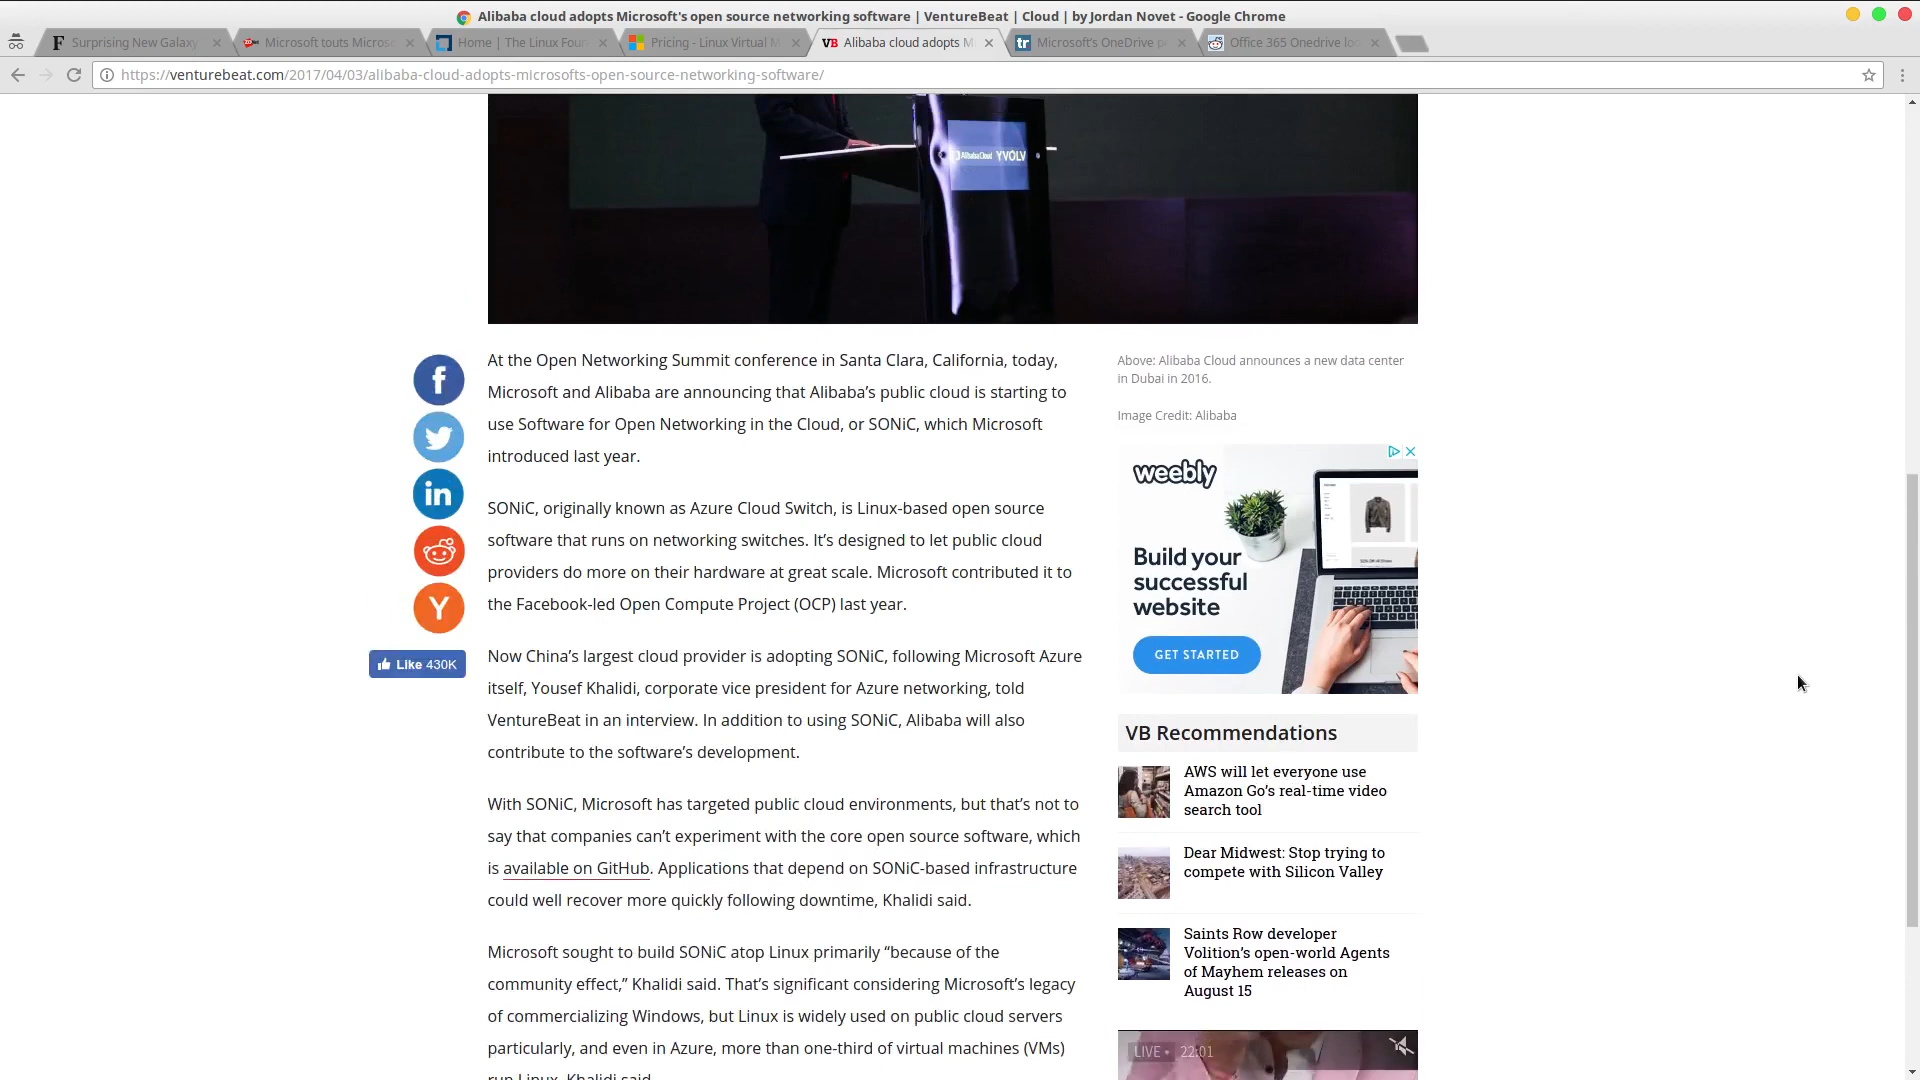 Alibaba cloud adopts Microsoft's open source networking software | VentureBeat | Cloud | by Jordan Novet - Google Chrome
Surprising New Galaxy
Microsoft touts Microso
Home | The Linux Foun
Pricing - Linux Virtual M
VB Alibaba cloud adopts M
tr Microsoft's OneDrive p
Office 365 Onedrive lo
https://venturebeat.com/2017/04/03/alibaba-cloud-adopts-microsofts-open-source-networking-software/
AlibabaCloud YVOLV
At the Open Networking Summit conference in Santa Clara, California, today,
Microsoft and Alibaba are announcing that Alibaba’s public cloud is starting to
use Software for Open Networking in the Cloud, or SONiC, which Microsoft
introduced last year.
SONiC, originally known as Azure Cloud Switch, is Linux-based open source
software that runs on networking switches. It’s designed to let public cloud
providers do more on their hardware at great scale. Microsoft contributed it to
the Facebook-led Open Compute Project (OCP) last year.
Like 430K
Now China’s largest cloud provider is adopting SONiC, following Microsoft Azure
itself, Yousef Khalidi, corporate vice president for Azure networking, told
VentureBeat in an interview. In addition to using SONiC, Alibaba will also
contribute to the software’s development.
With SONiC, Microsoft has targeted public cloud environments, but that’s not to
say that companies can’t experiment with the core open source software, which
is available on GitHub. Applications that depend on SONiC-based infrastructure
could well recover more quickly following downtime, Khalidi said.
Microsoft sought to build SONiC atop Linux primarily “because of the
community effect,” Khalidi said. That’s significant considering Microsoft’s legacy
of commercializing Windows, but Linux is widely used on public cloud servers
particularly, and even in Azure, more than one-third of virtual machines (VMs)
run Linux, Khalidi said.
Above: Alibaba Cloud announces a new data center
in Dubai in 2016.
Image Credit: Alibaba
weebly
Build your
successful
website
GET STARTED
VB Recommendations
AWS will let everyone use
Amazon Go’s real-time video
search tool
Dear Midwest: Stop trying to
compete with Silicon Valley
Saints Row developer
Volition’s open-world Agents
of Mayhem releases on
August 15
LIVE • 22:01